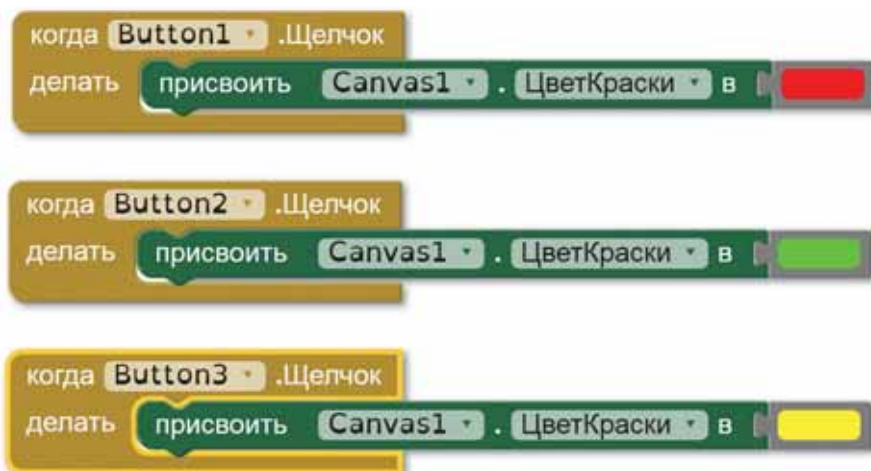 когда Button1 .Щелчок
делать присвоить Canvas1 . ЦветКраски в
когда Button2 .Щелчок
делать присвоить Canvas1 . ЦветКраски в
когда Button3 .Щелчок
делать присвоить Canvas1 . ЦветКраски в